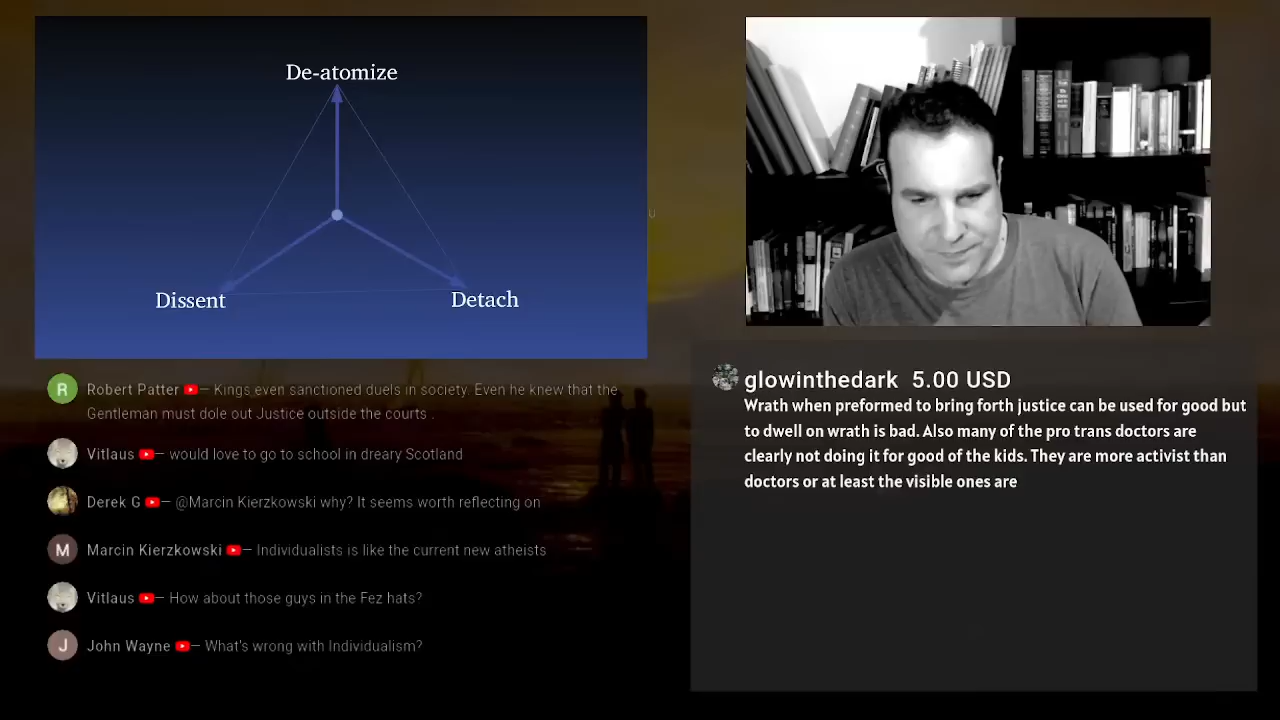 De-atomize
Dissent
Detach
R
Robert Patter — Kings even sanctioned duels in society. Even he knew that the
Gentleman must dole out Justice outside the courts .
Vitlaus — would love to go to school in dreary Scotland
Derek G — @Marcin Kierzkowski why? It seems worth reflecting on
M
Marcin Kierzkowski — Individualists is like the current new atheists
Vitlaus — How about those guys in the Fez hats?
J
John Wayne — What's wrong with Individualism?
U
glowinthedark 5.00 USD
Wrath when preformed to bring forth justice can be used for good but
to dwell on wrath is bad. Also many of the pro trans doctors are
clearly not doing it for good of the kids. They are more activist than
doctors or at least the visible ones are